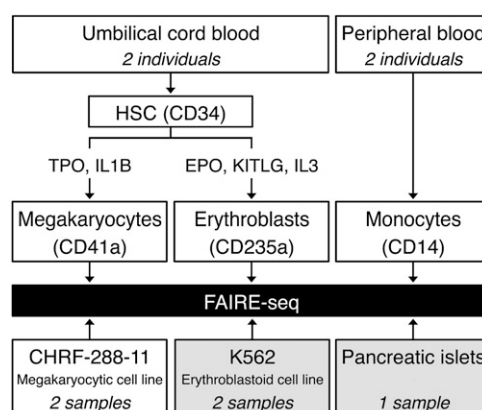 Umbilical cord blood
2 individuals
Peripheral blood
2 individuals
HSC (CD34)
TPO, IL1B
EPO, KITLG, IL3
Megakaryocytes
(CD41a)
Erythroblasts
(CD235a)
Monocytes
(CD14)
FAIRE-seq
CHRF-288-11
Megakaryocytic cell line
2 samples
K562
Erythroblastoid cell line
2 samples
Pancreatic islets
1 sample